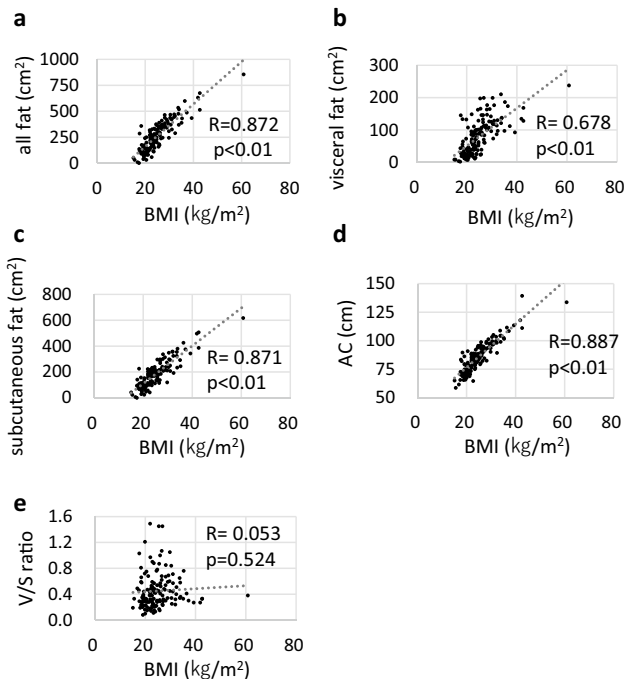 a
all fat (cm²)
1000
750
500
250
0
R=0.872
p<0.01
0 20 40 60 80
BMI (kg/m²)
b
visceral fat (cm²)
300
200
100
0
R= 0.678
p<0.01
0 20 40 60 80
BMI (kg/m²)
c
subcutaneous fat (cm²)
800
600
400
200
0
R= 0.871
p<0.01
0 20 40 60 80
BMI (kg/m²)
d
AC (cm)
150
125
100
75
50
R=0.887
p<0.01
0 20 40 60 80
BMI (kg/m²)
e
V/S ratio
1.6
1.2
0.8
0.4
0.0
R= 0.053
p=0.524
0 20 40 60 80
BMI (kg/m²)